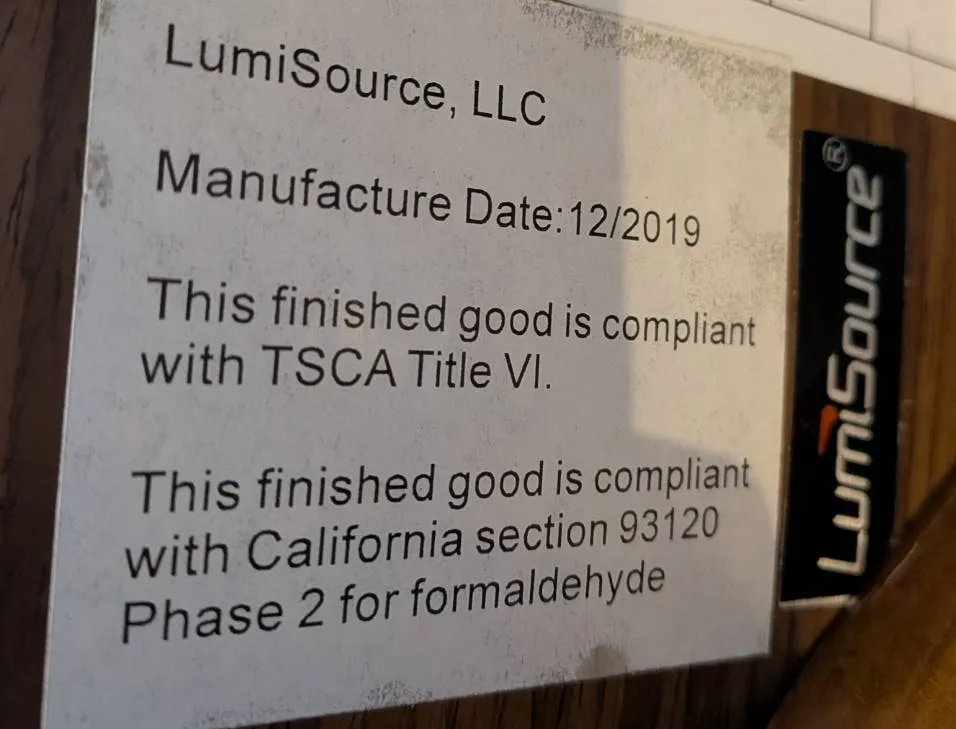 LumiSource, LLC
Manufacture Date:12/2019
This finished good is compliant
with TSCA Title VI.
This finished good is compliant
with California section 93120
Phase 2 for formaldehyde
LumiSource®